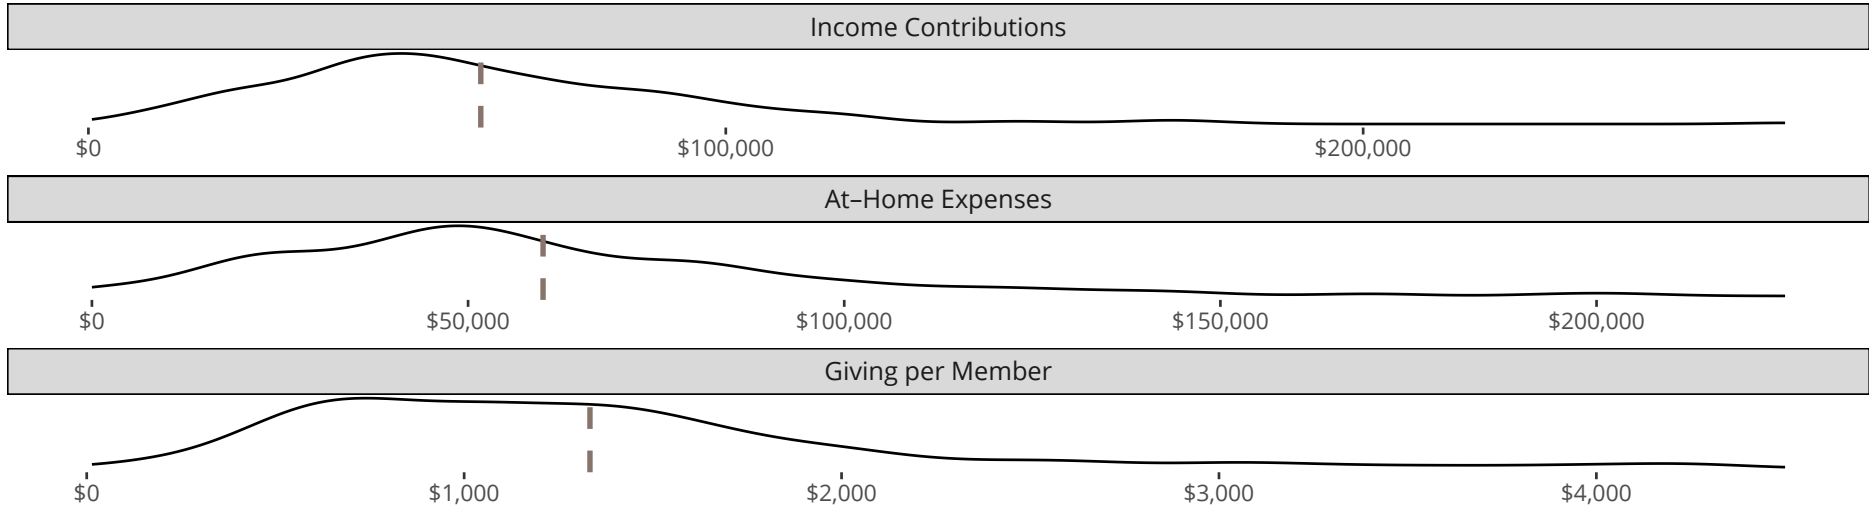 Income Contributions
$0 $100,000 $200,000
At–Home Expenses
$0 $50,000 $100,000 $150,000 $200,000
Giving per Member
$0 $1,000 $2,000 $3,000 $4,000